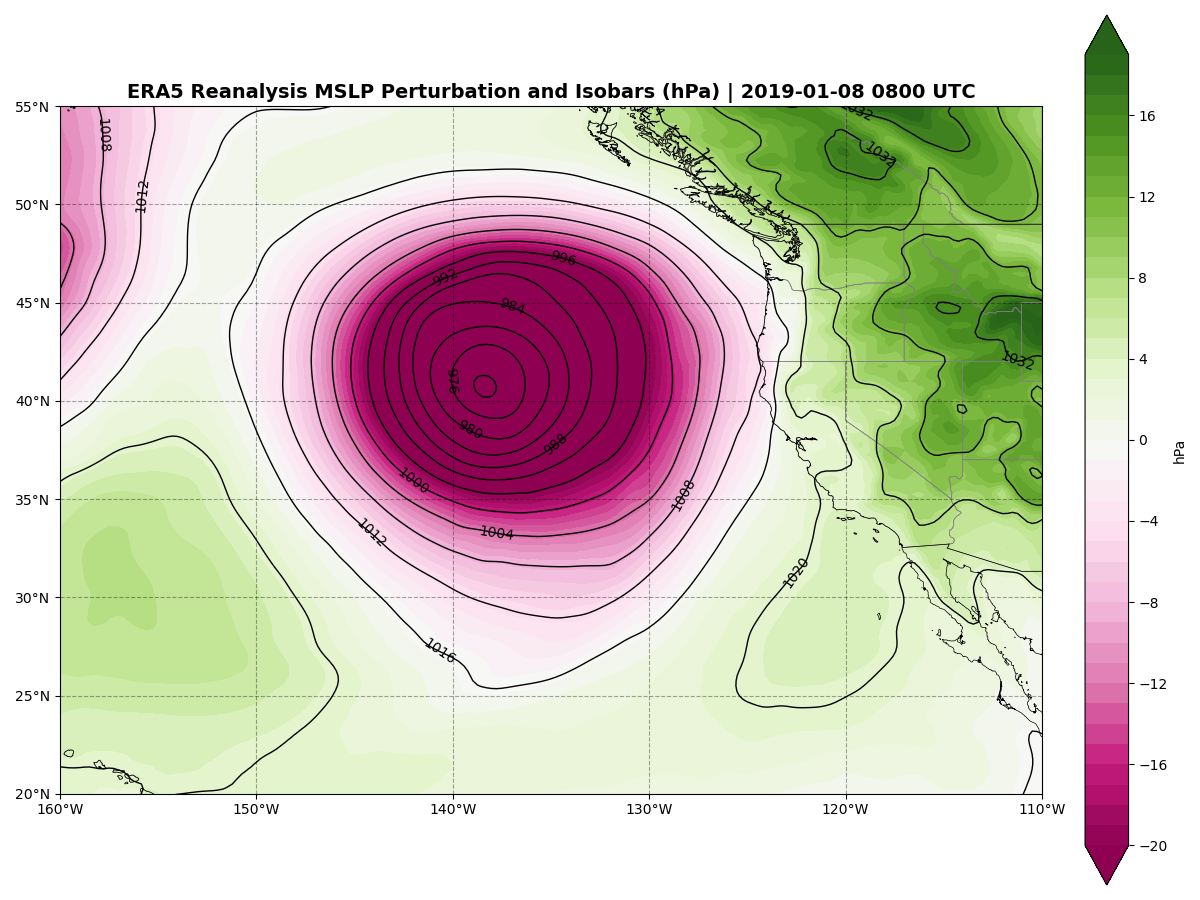 ERA5 Reanalysis MSLP Perturbation and Isobars (hPa) | 2019-01-08 0800 UTC
55°N
50°N
45°N
40°N
35°N
30°N
25°N
20°N
160°W
150°W
140°W
130°W
120°W
110°W
1008
1012
1032
1032
996
992
984
1032
976
980
988
1000
1008
1004
1012
1020
1016
16
12
8
4
0
−4
−8
−12
−16
−20
hPa